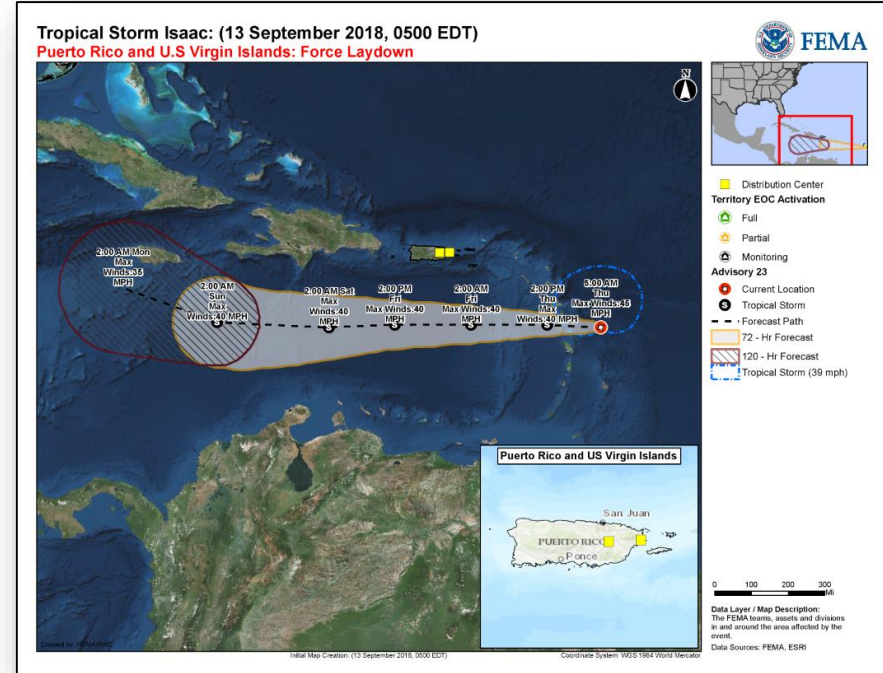 Tropical Storm Isaac: (13 September 2018, 0500 EDT)
Puerto Rico and U.S Virgin Islands: Force Laydown
FEMA
N
2:00 AM Mon
Max
Winds:35
MPH
2:00 AM
Sun
Max
Winds:40 MPH
S
2:00 AM Sat
Max
Winds:40
MPH
S
2:00 PM
Fri
Max Winds:40
MPH
S
2:00 AM
Fri
Max Winds:40
MPH
S
2:00 PM
Thu
Max
Winds:40 MPH
S
5:00 AM
Thu
Max Winds:45
MPH
Distribution Center
Territory EOC Activation
Full
Partial
Monitoring
Advisory 23
Current Location
S Tropical Storm
Forecast Path
72 - Hr Forecast
120 - Hr Forecast
Tropical Storm (39 mph)
Puerto Rico and US Virgin Islands
San Juan
PUERTO RICO
Ponce
0 100 200 300
Mi
Data Layer / Map Description:
The FEMA teams, assets and divisions
in and around the area affected by the
event.
Data Sources: FEMA, ESRI
Created by: FEMA NWC
Initial Map Creation: (13 September 2018, 0500 EDT)
Coordinate System: WGS 1984 World Mercator